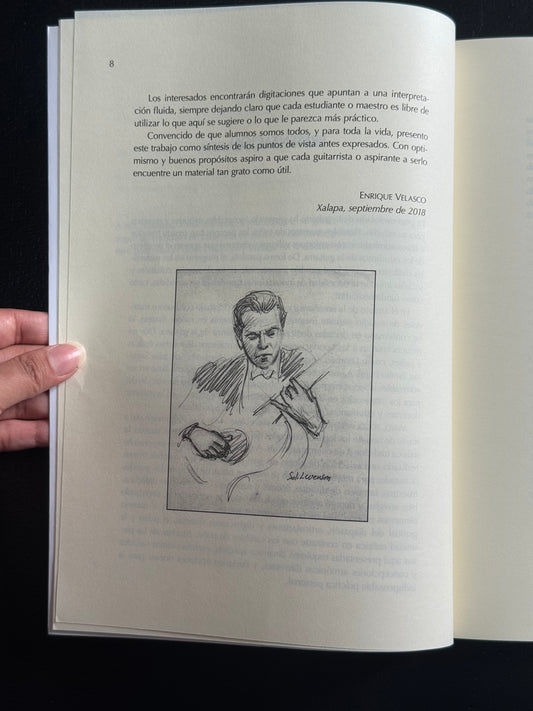 8
Los interesados encontrarán digitaciones que apuntan a una interpreta-
ción fluida, siempre dejando claro que cada estudiante o maestro es libre de
utilizar lo que aquí se sugiere o lo que le parezca más práctico.
Convencido de que alumnos somos todos, y para toda la vida, presento
este trabajo como síntesis de los puntos de vista antes expresados. Con opti-
mismo y buenos propósitos aspiro a que cada guitarrista o aspirante a serlo
encuentre un material tan grato como útil.
Enrique Velasco
Xalapa, septiembre de 2018